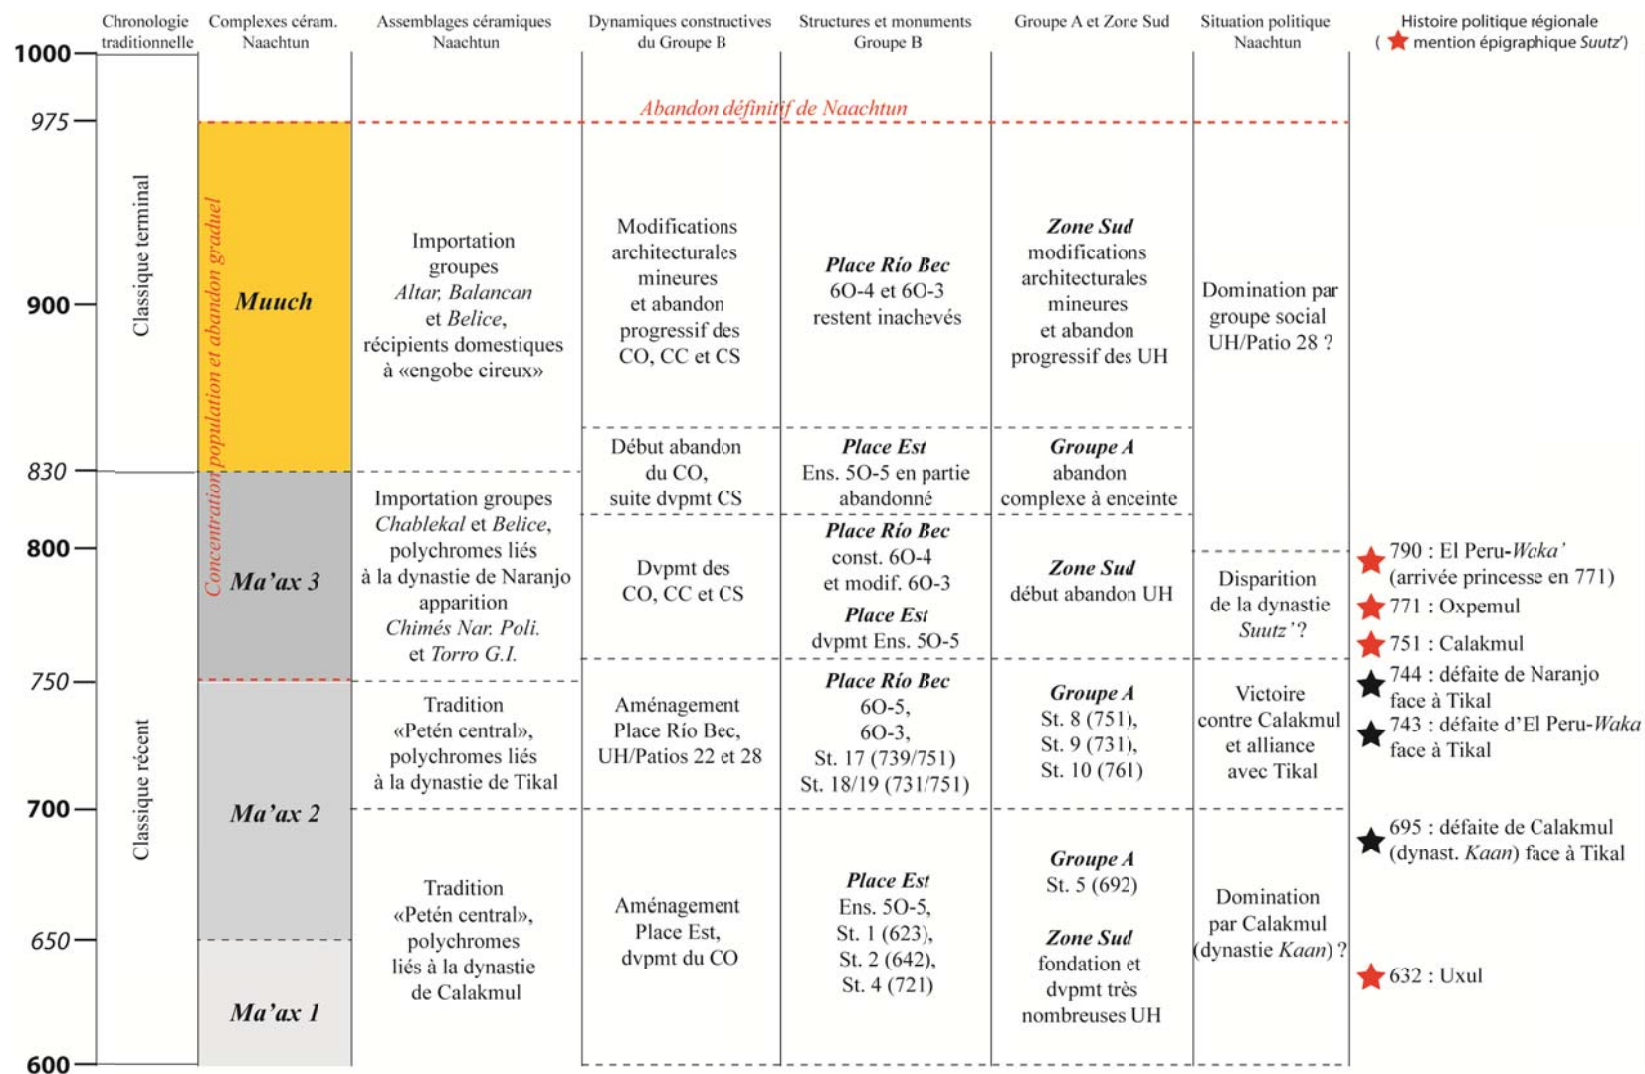 Chronologie
traditionnelle
Complexes céram.
Naachtun
Assemblages céramiques
Naachtun
Dynamiques constructives
du Groupe B
Structures et monuments
Groupe B
Groupe A et Zone Sud
Situation politique
Naachtun
Histoire politique régionale
( ★ mention épigraphique Suutz')
1000
975
900
830
800
750
700
650
600
Classique terminal
Classique récent
Concentration population et abandon graduel
Muuch
Ma'ax 3
Ma'ax 2
Ma'ax 1
Abandon définitif de Naachtun
Importation
groupes
Altar, Balancan
et Belice,
récipients domestiques
à «engobe cireux»
Importation groupes
Chablekal et Belice,
polychromes liés
à la dynastie de Naranjo
apparition
Chimés Nar. Poli.
et Torro G.I.
Tradition
«Petén central»,
polychromes liés
à la dynastie de Tikal
Tradition
«Petén central»,
polychromes
liés à la dynastie
de Calakmul
Modifications
architecturales
mineures
et abandon
progressif des
CO, CC et CS
Début abandon
du CO,
suite dvpmt CS
Dvpmt des
CO, CC et CS
Aménagement
Place Río Bec,
UH/Patios 22 et 28
Aménagement
Place Est,
dvpmt du CO
Place Río Bec
6O-4 et 6O-3
restent inachevés
Place Est
Ens. 5O-5 en partie
abandonné
Place Río Bec
const. 6O-4
et modif. 6O-3
Place Est
dvpmt Ens. 5O-5
Place Río Bec
6O-5,
6O-3,
St. 17 (739/751)
St. 18/19 (731/751)
Place Est
Ens. 5O-5,
St. 1 (623),
St. 2 (642),
St. 4 (721)
Zone Sud
modifications
architecturales
mineures
et abandon
progressif des UH
Groupe A
abandon
complexe à enceinte
Zone Sud
début abandon UH
Groupe A
St. 8 (751),
St. 9 (731),
St. 10 (761)
Groupe A
St. 5 (692)
Zone Sud
fondation et
dvpmt très
nombreuses UH
Domination par
groupe social
UH/Patio 28 ?
Disparition
de la dynastie
Suutz' ?
Victoire
contre Calakmul
et alliance
avec Tikal
Domination
par Calakmul
(dynastie Kaan) ?
790 : El Peru-Waka'
(arrivée princesse en 771)
771 : Oxpemul
751 : Calakmul
744 : défaite de Naranjo
face à Tikal
743 : défaite d'El Peru-Waka
face à Tikal
695 : défaite de Calakmul
(dynast. Kaan) face à Tikal
632 : Uxul